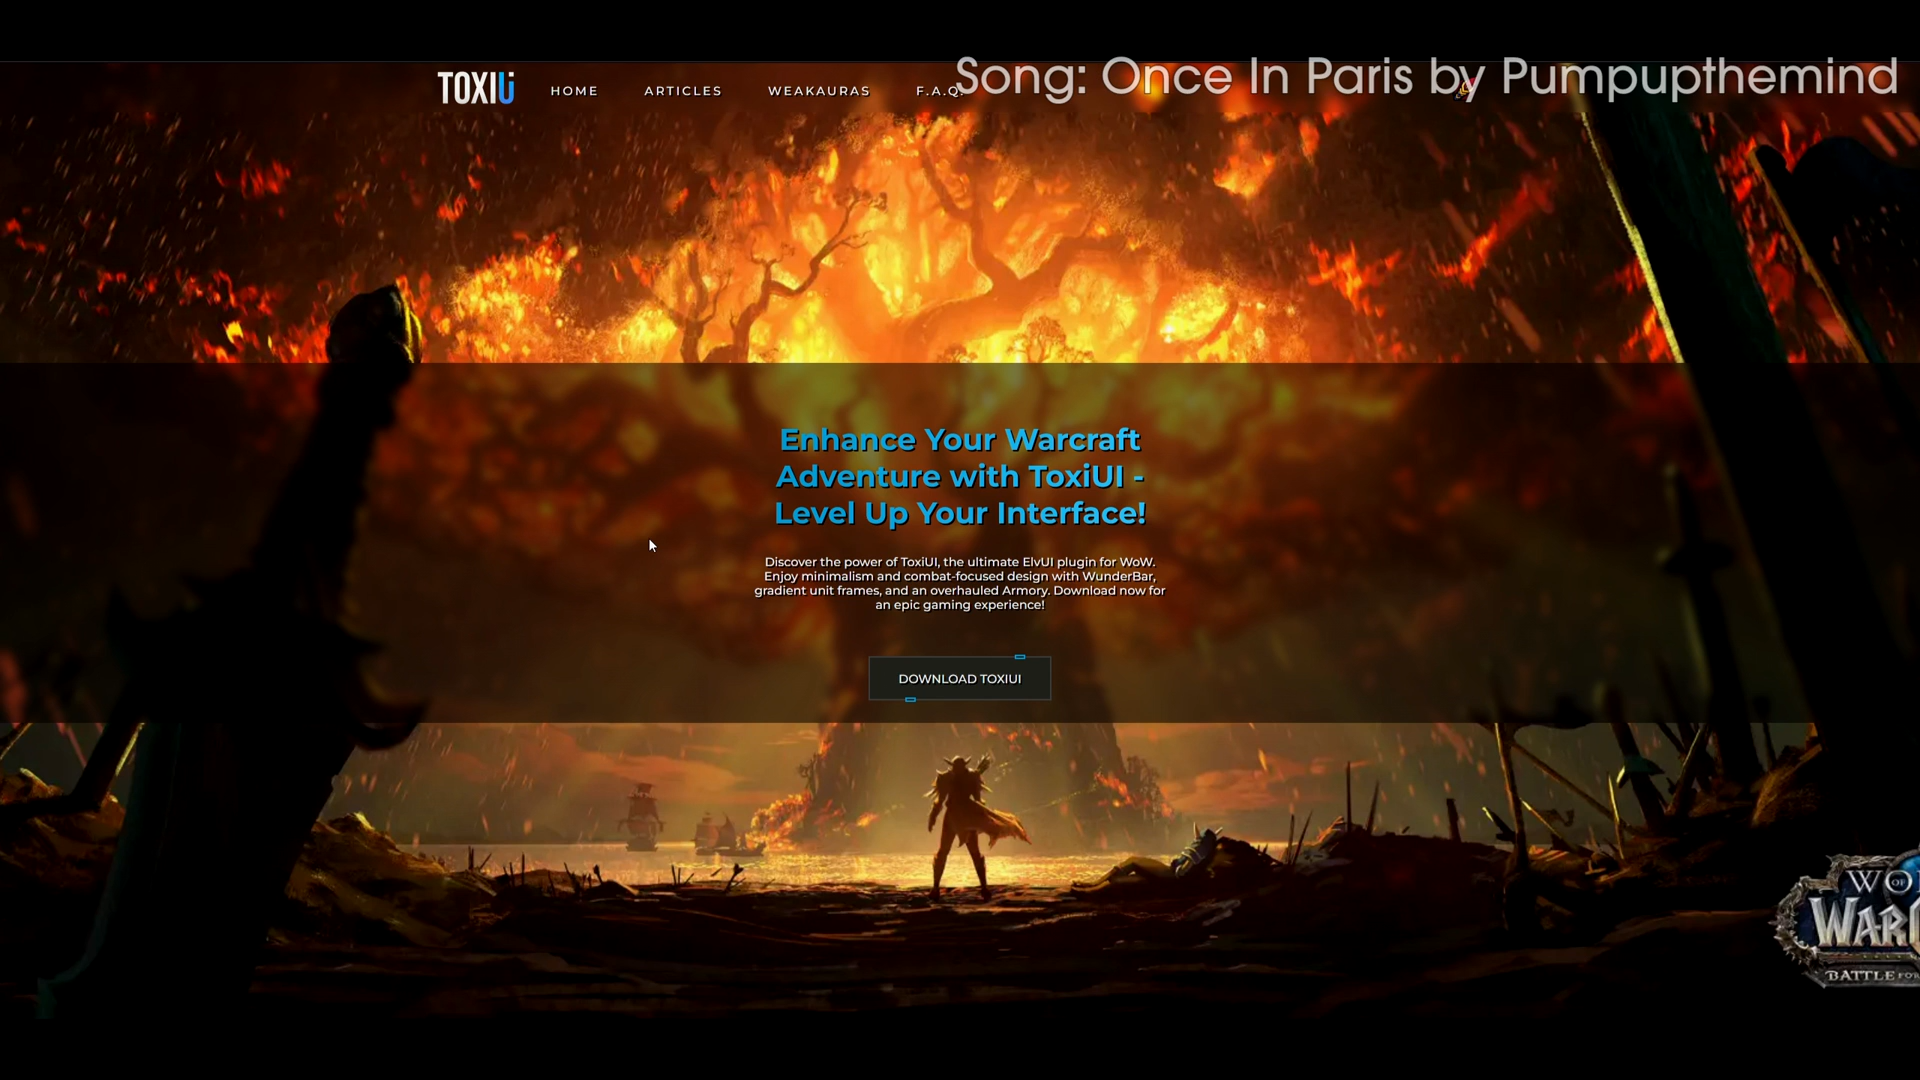 Song: Once In Paris by Pumpupthemind
TOXIUi
HOME
ARTICLES
WEAKAURAS
F.A.Q.
Enhance Your Warcraft
Adventure with ToxiUI -
Level Up Your Interface!
Discover the power of ToxiUI, the ultimate ElvUI plugin for WoW.
Enjoy minimalism and combat-focused design with WunderBar,
gradient unit frames, and an overhauled Armory. Download now for
an epic gaming experience!
DOWNLOAD TOXIUI
OF
BATTLE